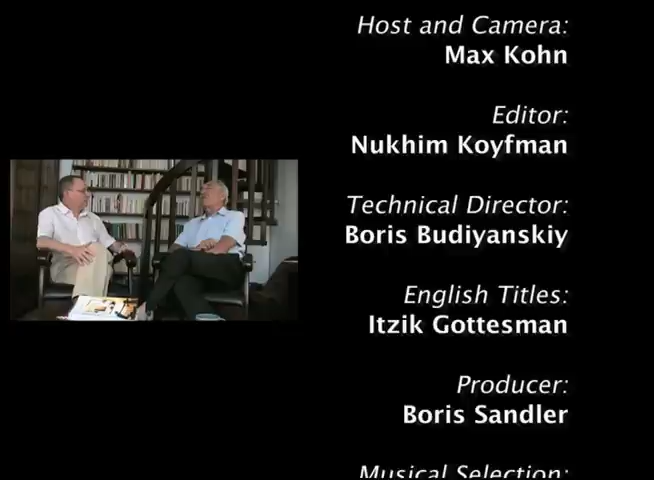 Host and Camera:
Max Kohn
Editor:
Nukhim Koyfman
Technical Director:
Boris Budiyanskiy
English Titles:
Itzik Gottesman
Producer:
Boris Sandler
Musical Selection: